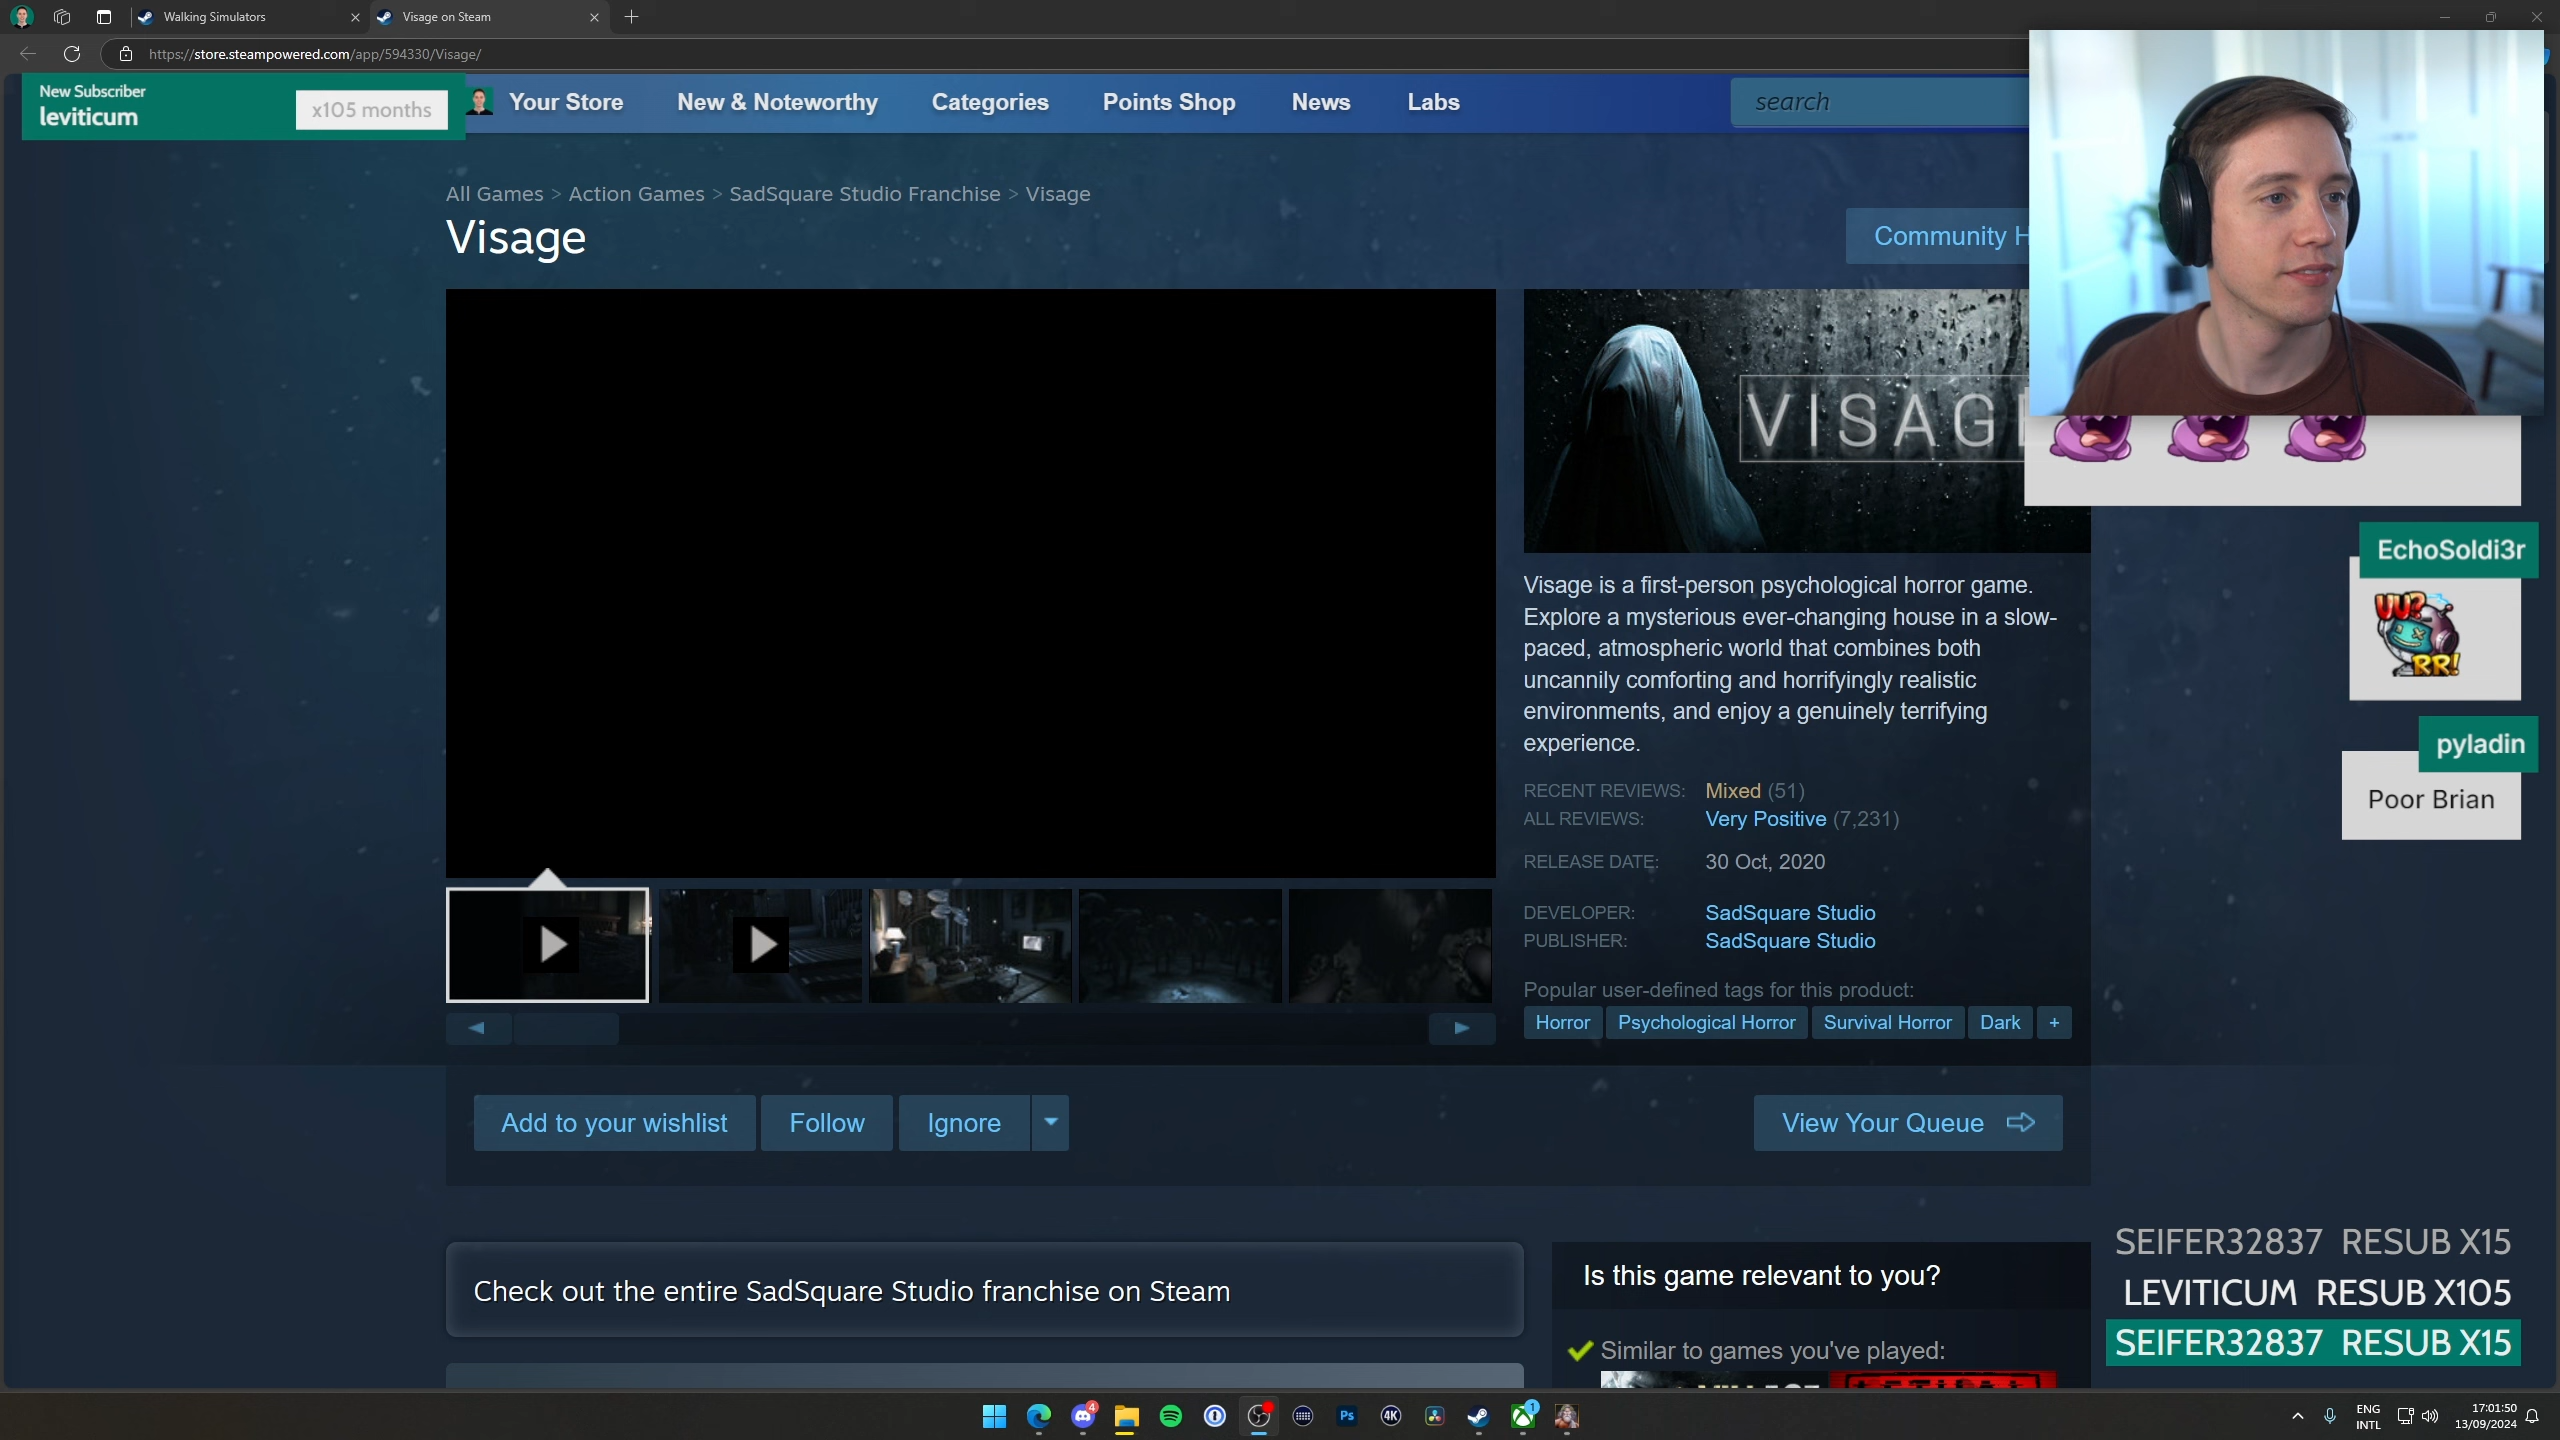 Walking Simulators
Visage on Steam
https://store.steampowered.com/app/594330/Visage/
New Subscriber
leviticum
x105 months
Your Store
New & Noteworthy
Categories
Points Shop
News
Labs
search
All Games > Action Games > SadSquare Studio Franchise > Visage
Visage
Community H
VISAGE
Visage is a first-person psychological horror game.
Explore a mysterious ever-changing house in a slow-
paced, atmospheric world that combines both
uncannily comforting and horrifyingly realistic
environments, and enjoy a genuinely terrifying
experience.
RECENT REVIEWS: Mixed (51)
ALL REVIEWS: Very Positive (7,231)
RELEASE DATE: 30 Oct, 2020
DEVELOPER: SadSquare Studio
PUBLISHER: SadSquare Studio
Popular user-defined tags for this product:
Horror
Psychological Horror
Survival Horror
Dark
+
EchoSoldi3r
UU?
RR!
pyladin
Poor Brian
Add to your wishlist
Follow
Ignore
View Your Queue
Check out the entire SadSquare Studio franchise on Steam
Is this game relevant to you?
Similar to games you've played:
SEIFER32837 RESUB X15
LEVITICUM RESUB X105
SEIFER32837 RESUB X15
4
Ps
4K
1
ENG
INTL
17:01:50
13/09/2024